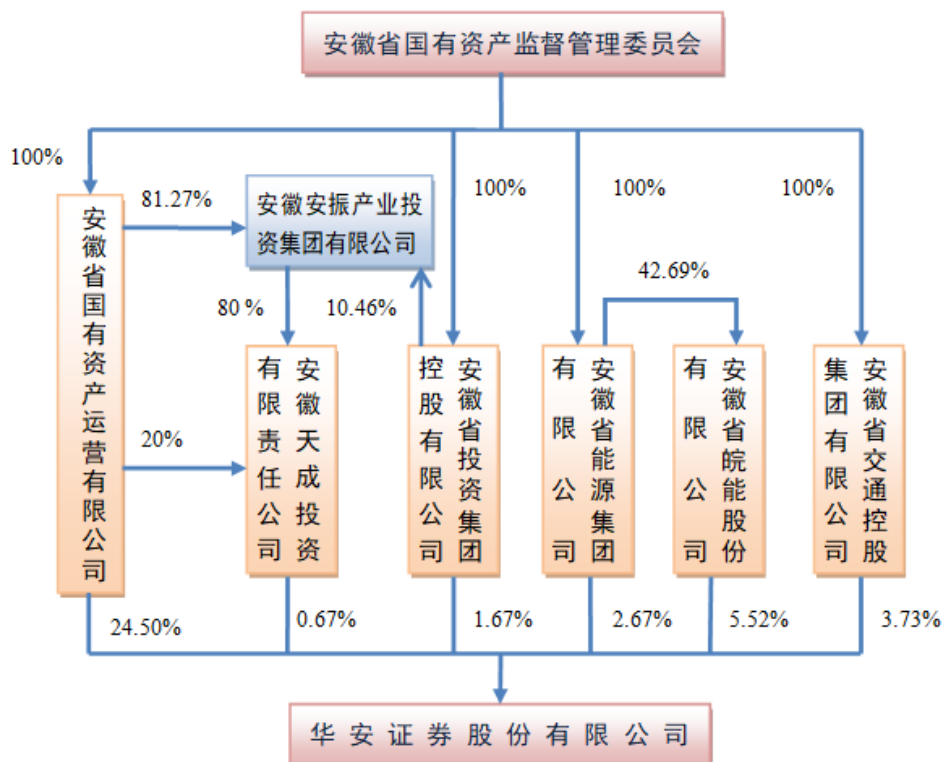 安徽省国有资产监督管理委员会
100%
81.27%
安徽安振产业投
资集团有限公司
100%
100%
100%
42.69%
80 %
10.46%
安徽省国有资产运营有限公司
20%
安徽天成投资
有限责任公司
安徽省投资集团
控股有限公司
安徽省能源集团
有限公司
安徽省皖能股份
有限公司
安徽省交通控股
集团有限公司
24.50%
0.67%
1.67%
2.67%
5.52%
3.73%
华安证券股份有限公司